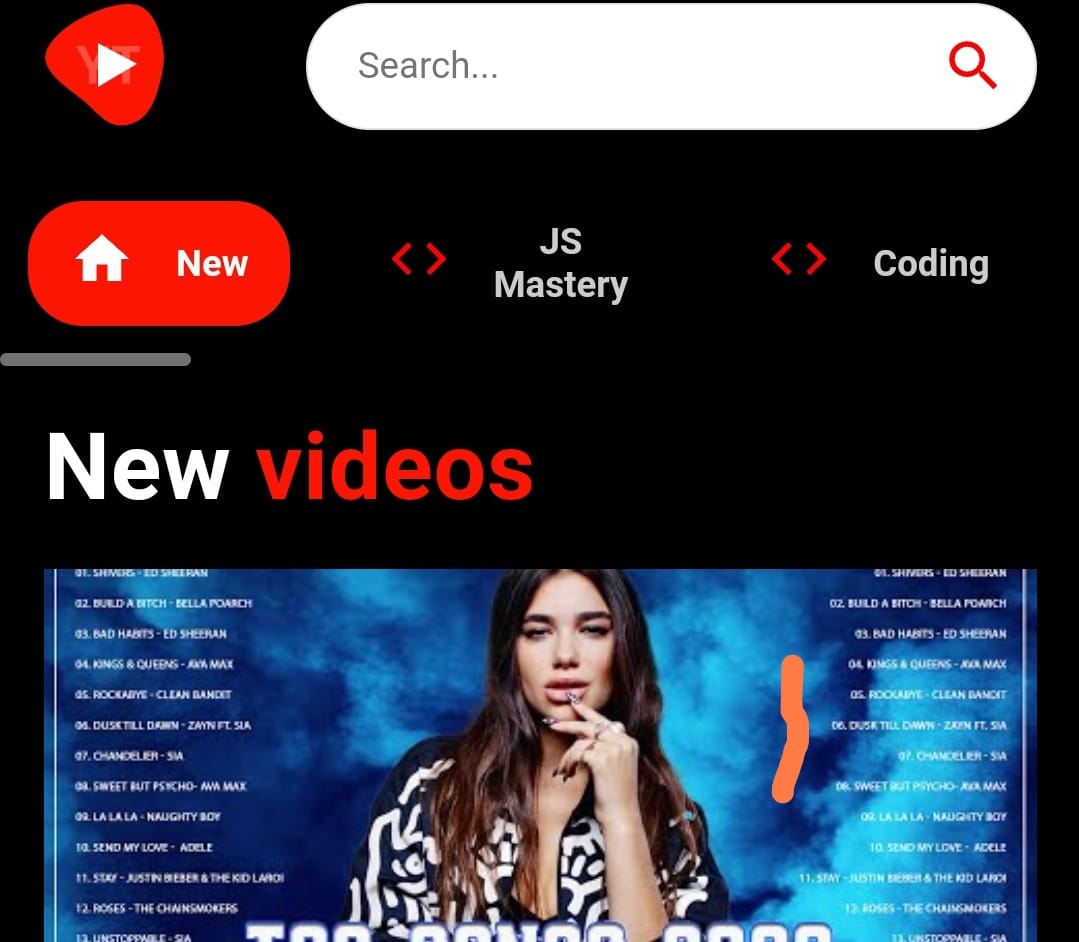 YT
Search...
New
JS
Mastery
Coding
New videos
01. SHIVERS - ED SHEERAN
02. BUILD A BITCH - BELLA POARCH
03. BAD HABITS - ED SHEERAN
04. KINGS & QUEENS - AVA MAX
05. ROCKABYE - CLEAN BANDIT
06. DUSK TILL DAWN - ZAYN FT. SIA
07. CHANDELIER - SIA
08. SWEET BUT PSYCHO- AVA MAX
09. LA LA LA - NAUGHTY BOY
10. SEND MY LOVE - ADELE
11. STAY - JUSTIN BIEBER & THE KID LAROI
12. ROSES - THE CHAINSMOKERS
13. UNSTOPPABLE - SIA
01. SHIVERS - ED SHEERAN
02. BUILD A BITCH - BELLA POARCH
03. BAD HABITS - ED SHEERAN
04. KINGS & QUEENS - AVA MAX
05. ROCKABYE - CLEAN BANDIT
06. DUSK TILL DAWN - ZAYN FT. SIA
07. CHANDELIER - SIA
08. SWEET BUT PSYCHO- AVA MAX
09. LA LA LA - NAUGHTY BOY
10. SEND MY LOVE - ADELE
11. STAY - JUSTIN BIEBER & THE KID LAROI
12. ROSES - THE CHAINSMOKERS
13. UNSTOPPABLE - SIA